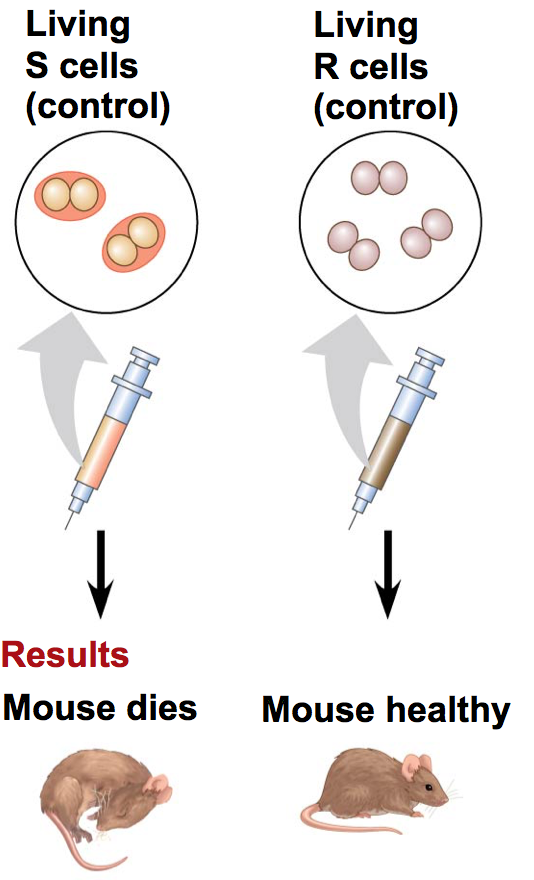 Living
S cells
(control)
Living
R cells
(control)
Results
Mouse dies
Mouse healthy